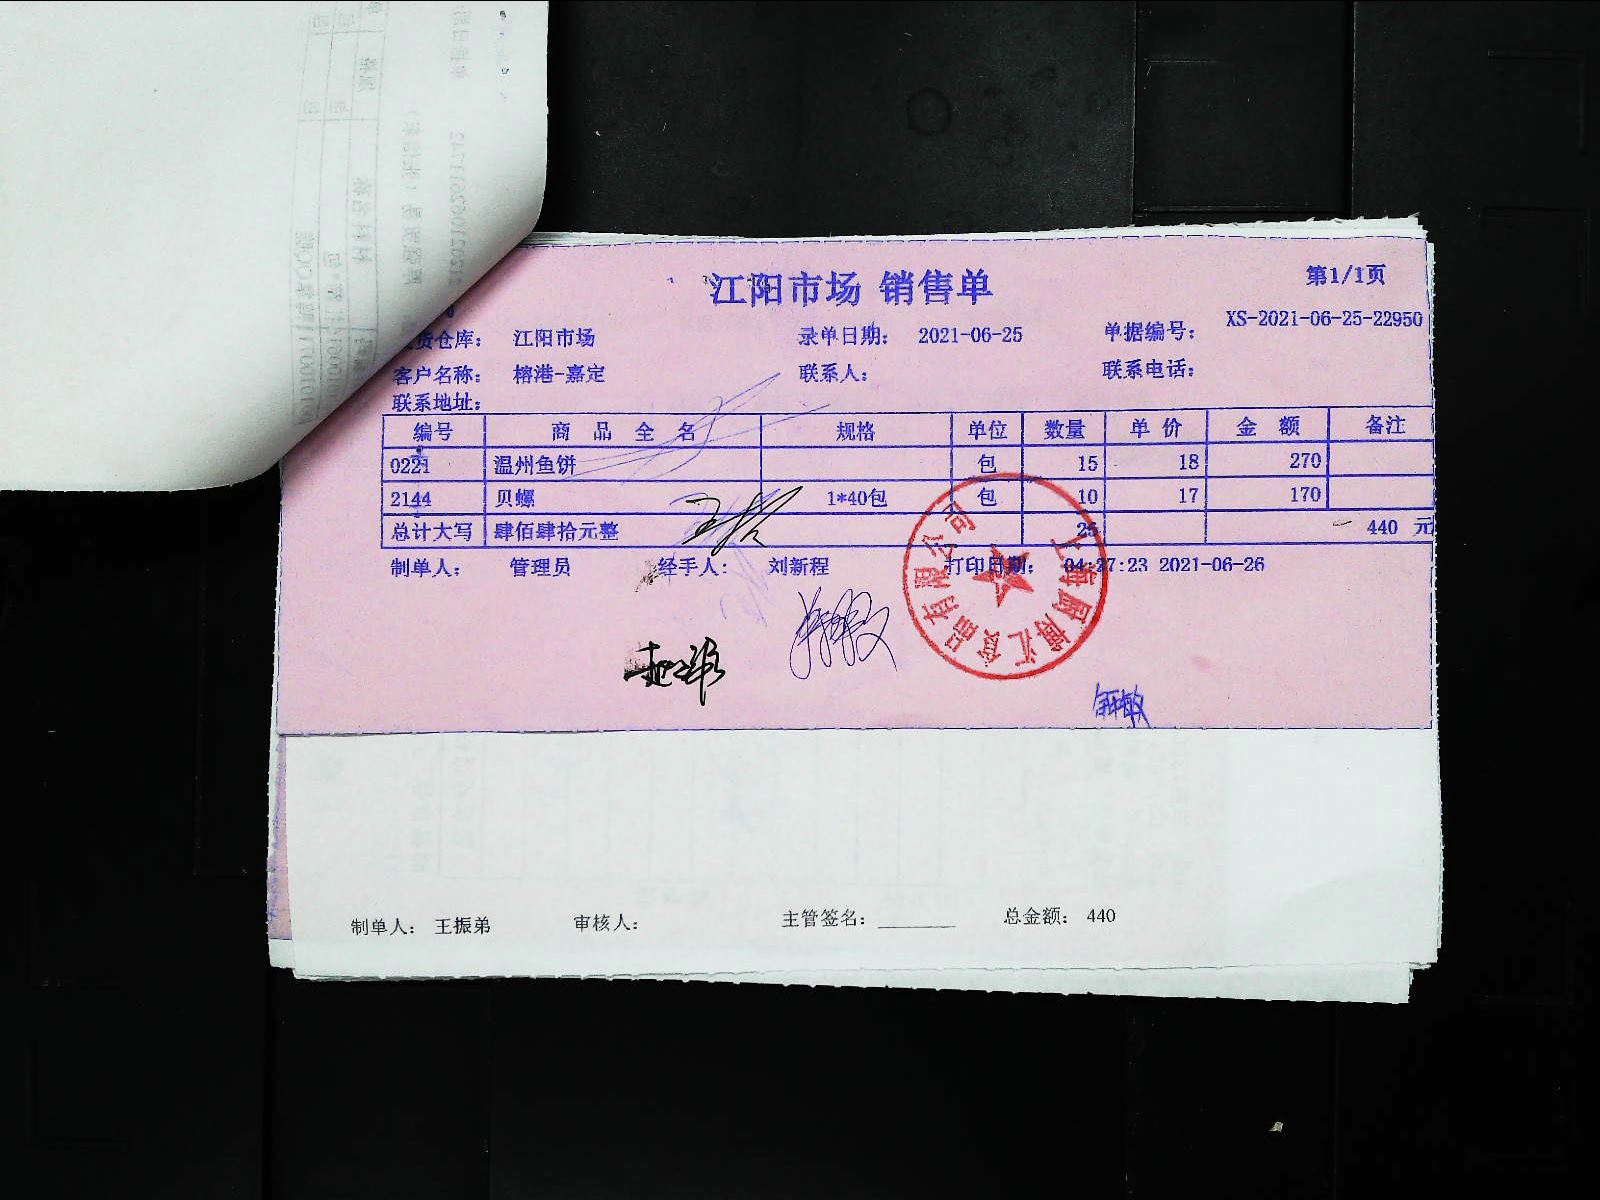 江阳市场 销售单
第1/1页
货仓库: 江阳市场 录单日期: 2021-06-25 单据编号: XS-2021-06-25-22950
客户名称: 榕港-嘉定 联系人: 联系电话:
联系地址:
编号 商 品 全 名 规格 单位 数量 单 价 金 额 备注
0221 温州鱼饼 包 15 18 270
2144 贝螺 1*40包 包 10 17 170
总计大写 肆佰肆拾元整 25 440 元
制单人: 管理员 经手人: 刘新程 打印日期: 04:27:23 2021-06-26
食品有限公司
制单人: 王振弟 审核人: 主管签名: 总金额: 440